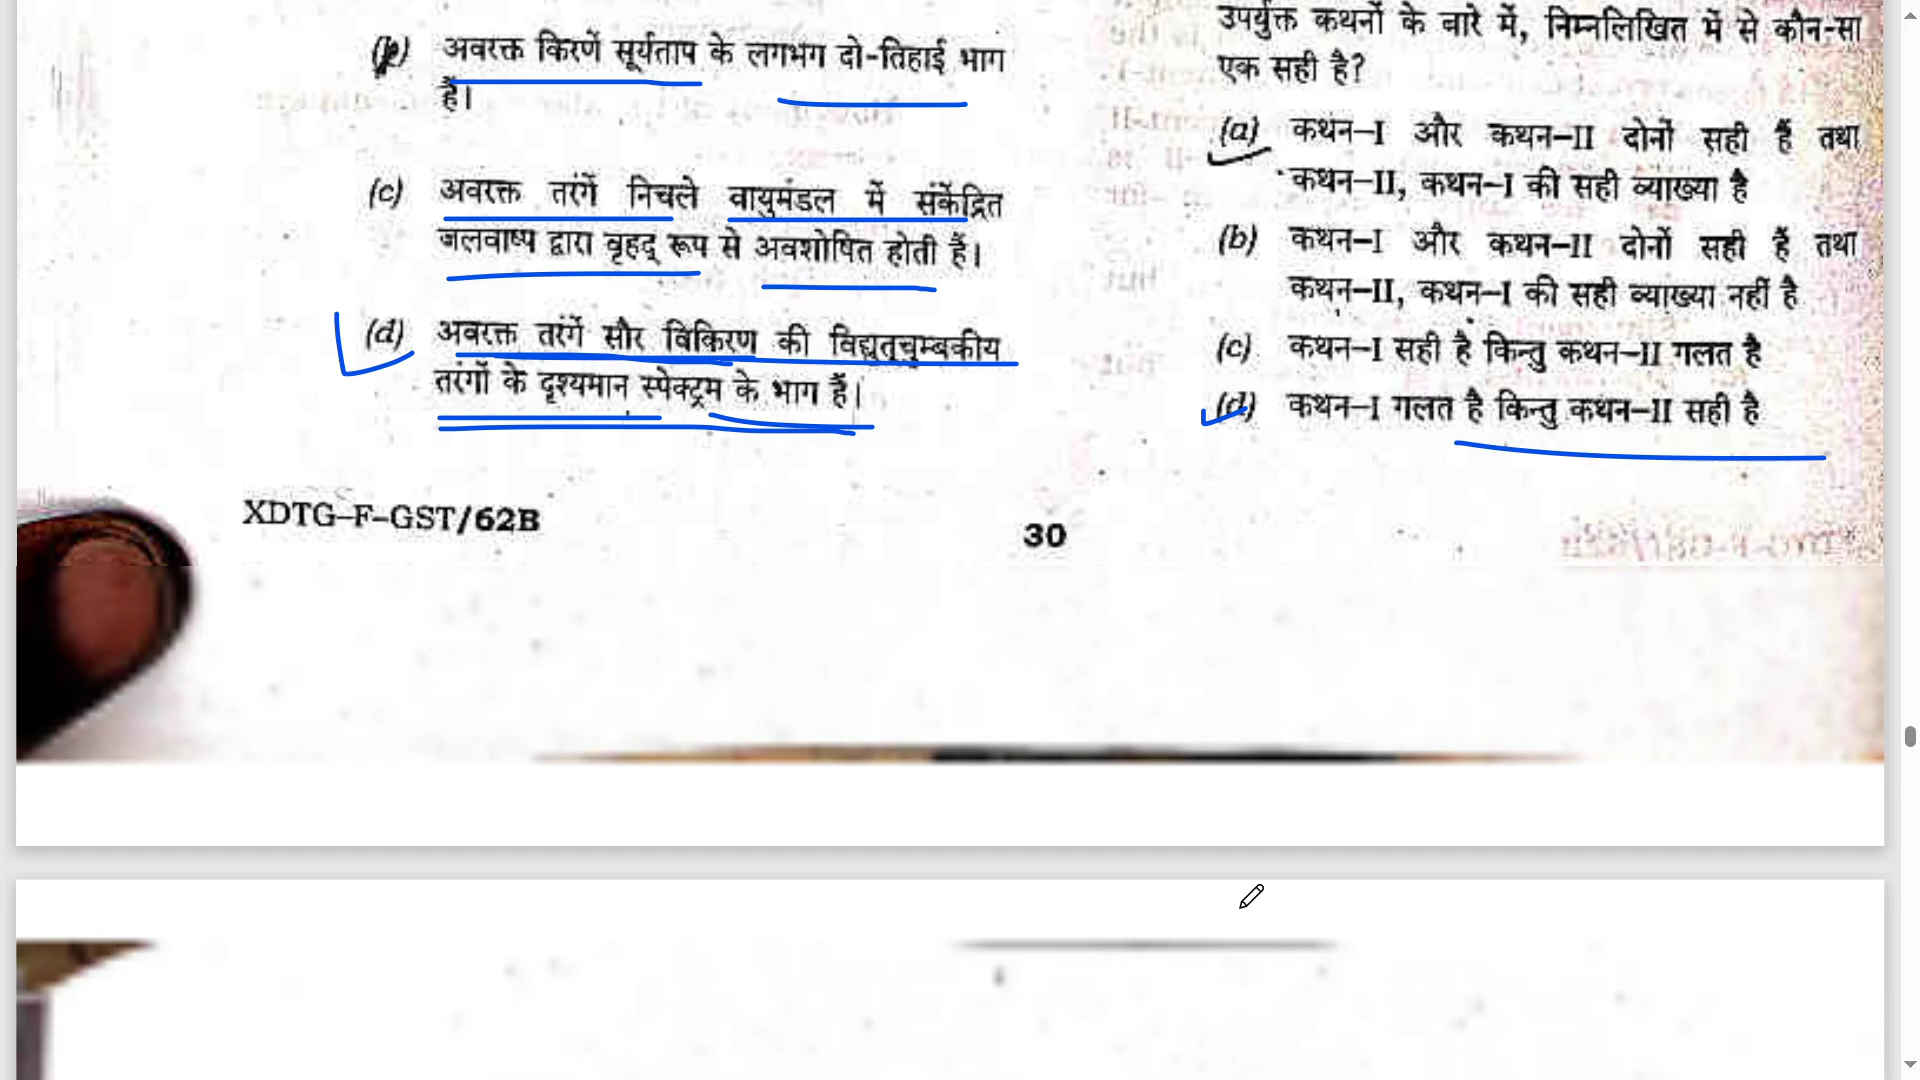 (b) अवरक्त किरणें सूर्यताप के लगभग दो-तिहाई भाग
हैं।
(c) अवरक्त तरंगें निचले वायुमंडल में संकेंद्रित
जलवाष्प द्वारा वृहद् रूप से अवशोषित होती हैं।
(d) अवरक्त तरंगें सौर विकिरण की विद्युत्चुम्बकीय
तरंगों के दृश्यमान स्पेक्ट्रम के भाग हैं।
XDTG–F–GST/62B
30
उपर्युक्त कथनों के बारे में, निम्नलिखित में से कौन-सा
एक सही है?
(a) कथन–I और कथन–II दोनों सही हैं तथा
कथन–II, कथन–I की सही व्याख्या है
(b) कथन–I और कथन–II दोनों सही हैं तथा
कथन–II, कथन–I की सही व्याख्या नहीं है
(c) कथन–I सही है किन्तु कथन–II गलत है
(d) कथन–I गलत है किन्तु कथन–II सही है